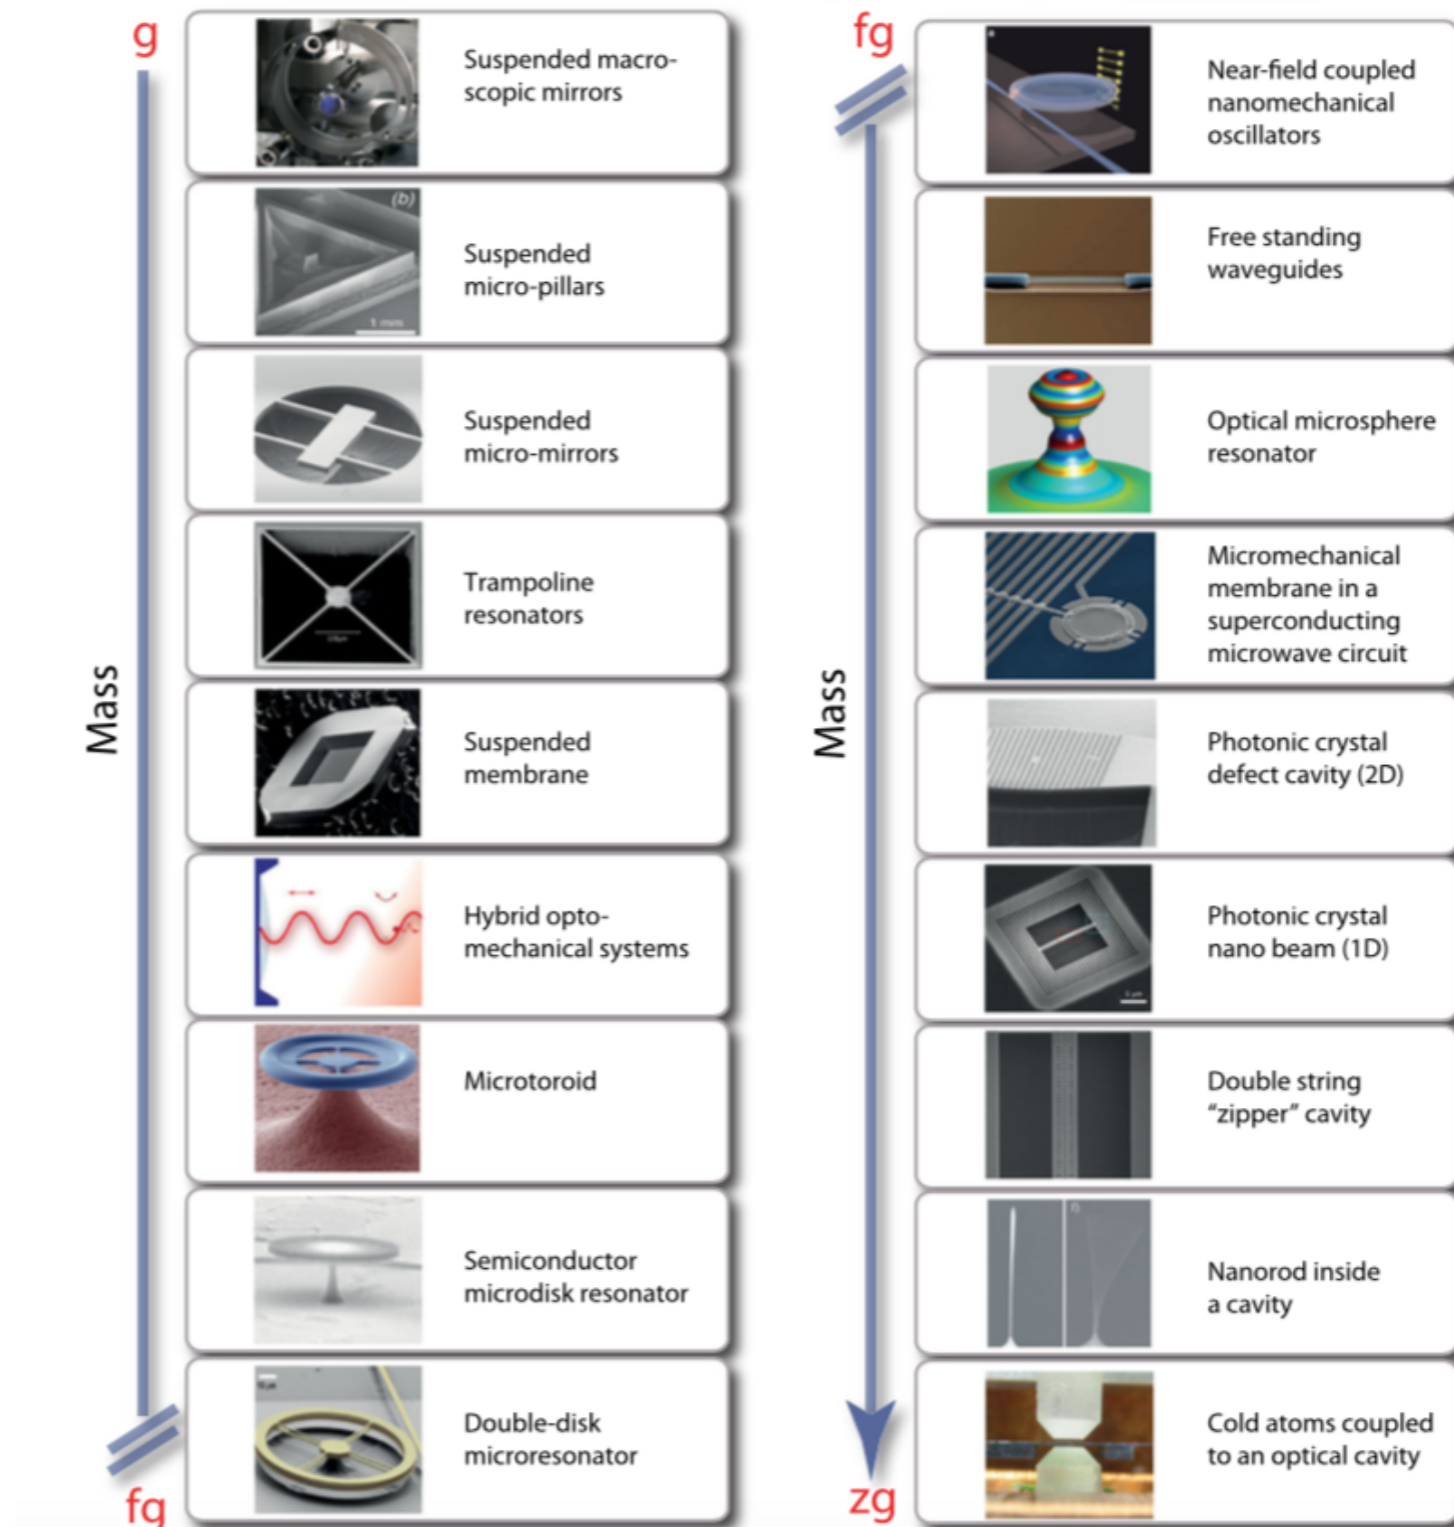 g
Mass
fg
Suspended macro-
scopic mirrors
(b)
1 mm
Suspended
micro-pillars
Suspended
micro-mirrors
Trampoline
resonators
Suspended
membrane
Hybrid opto-
mechanical systems
Microtoroid
Semiconductor
microdisk resonator
Double-disk
microresonator
fg
Mass
zg
a
Near-field coupled
nanomechanical
oscillators
Free standing
waveguides
Optical microsphere
resonator
Micromechanical
membrane in a
superconducting
microwave circuit
Photonic crystal
defect cavity (2D)
Photonic crystal
nano beam (1D)
Double string
“zipper” cavity
Nanorod inside
a cavity
Cold atoms coupled
to an optical cavity